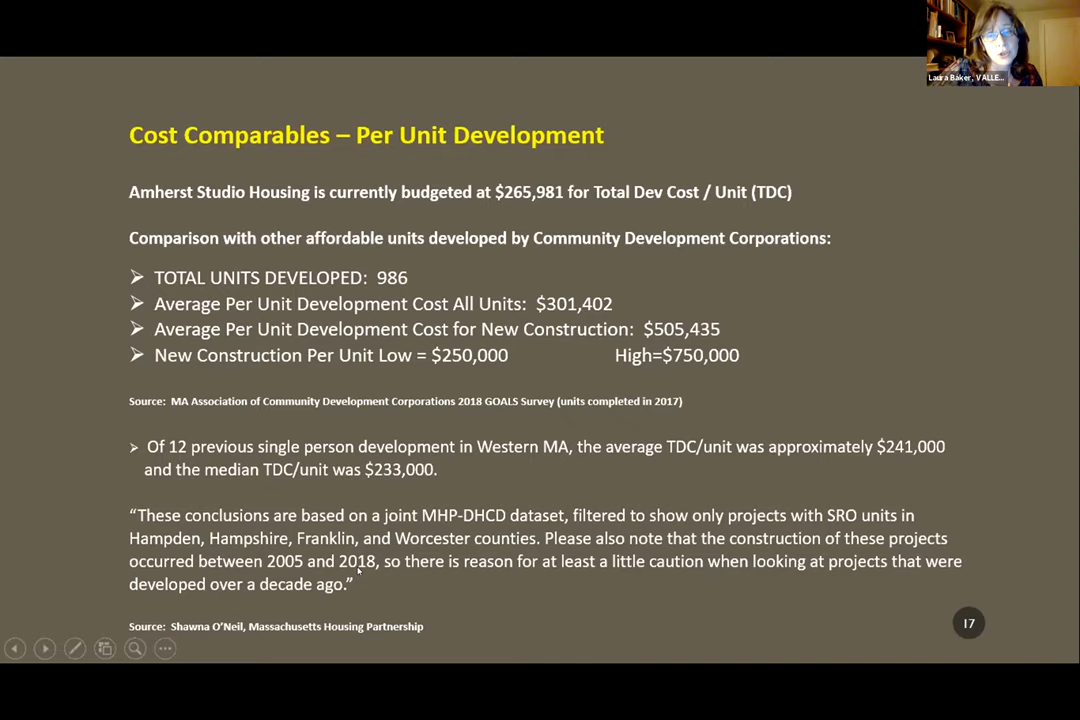 Laura Baker, VALLE...
Cost Comparables – Per Unit Development
Amherst Studio Housing is currently budgeted at $265,981 for Total Dev Cost / Unit (TDC)
Comparison with other affordable units developed by Community Development Corporations:
TOTAL UNITS DEVELOPED: 986
Average Per Unit Development Cost All Units: $301,402
Average Per Unit Development Cost for New Construction: $505,435
New Construction Per Unit Low = $250,000 High=$750,000
Source: MA Association of Community Development Corporations 2018 GOALS Survey (units completed in 2017)
Of 12 previous single person development in Western MA, the average TDC/unit was approximately $241,000
and the median TDC/unit was $233,000.
“These conclusions are based on a joint MHP-DHCD dataset, filtered to show only projects with SRO units in
Hampden, Hampshire, Franklin, and Worcester counties. Please also note that the construction of these projects
occurred between 2005 and 2018, so there is reason for at least a little caution when looking at projects that were
developed over a decade ago.”
Source: Shawna O’Neil, Massachusetts Housing Partnership
17